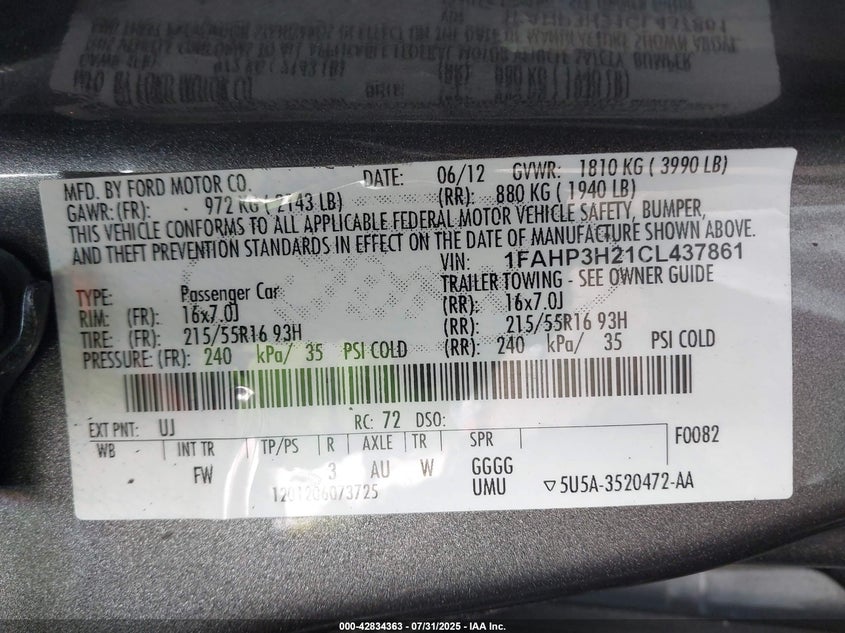 MFD. BY FORD MOTOR CO. DATE: 06/12 GVWR: 1810 KG ( 3990 LB)
GAWR: (FR): 972 KG ( 2143 LB) (RR): 880 KG ( 1940 LB)
THIS VEHICLE CONFORMS TO ALL APPLICABLE FEDERAL MOTOR VEHICLE SAFETY, BUMPER,
AND THEFT PREVENTION STANDARDS IN EFFECT ON THE DATE OF MANUFACTURE SHOWN ABOVE.
VIN: 1FAHP3H21CL437861
TYPE: Passenger Car TRAILER TOWING - SEE OWNER GUIDE
RIM: (FR): 16x7.0J (RR): 16x7.0J
TIRE: (FR): 215/55R16 93H (RR): 215/55R16 93H
PRESSURE: (FR): 240 kPa/ 35 PSI COLD (RR): 240 kPa/ 35 PSI COLD
EXT PNT: UJ RC: 72 DSO: F0082
WB INT TR TP/PS R AXLE TR SPR
FW 3 AU W GGGG
1201206073725 UMU ▽5U5A-3520472-AA
000-42834363 - 07/31/2025 - IAA Inc.